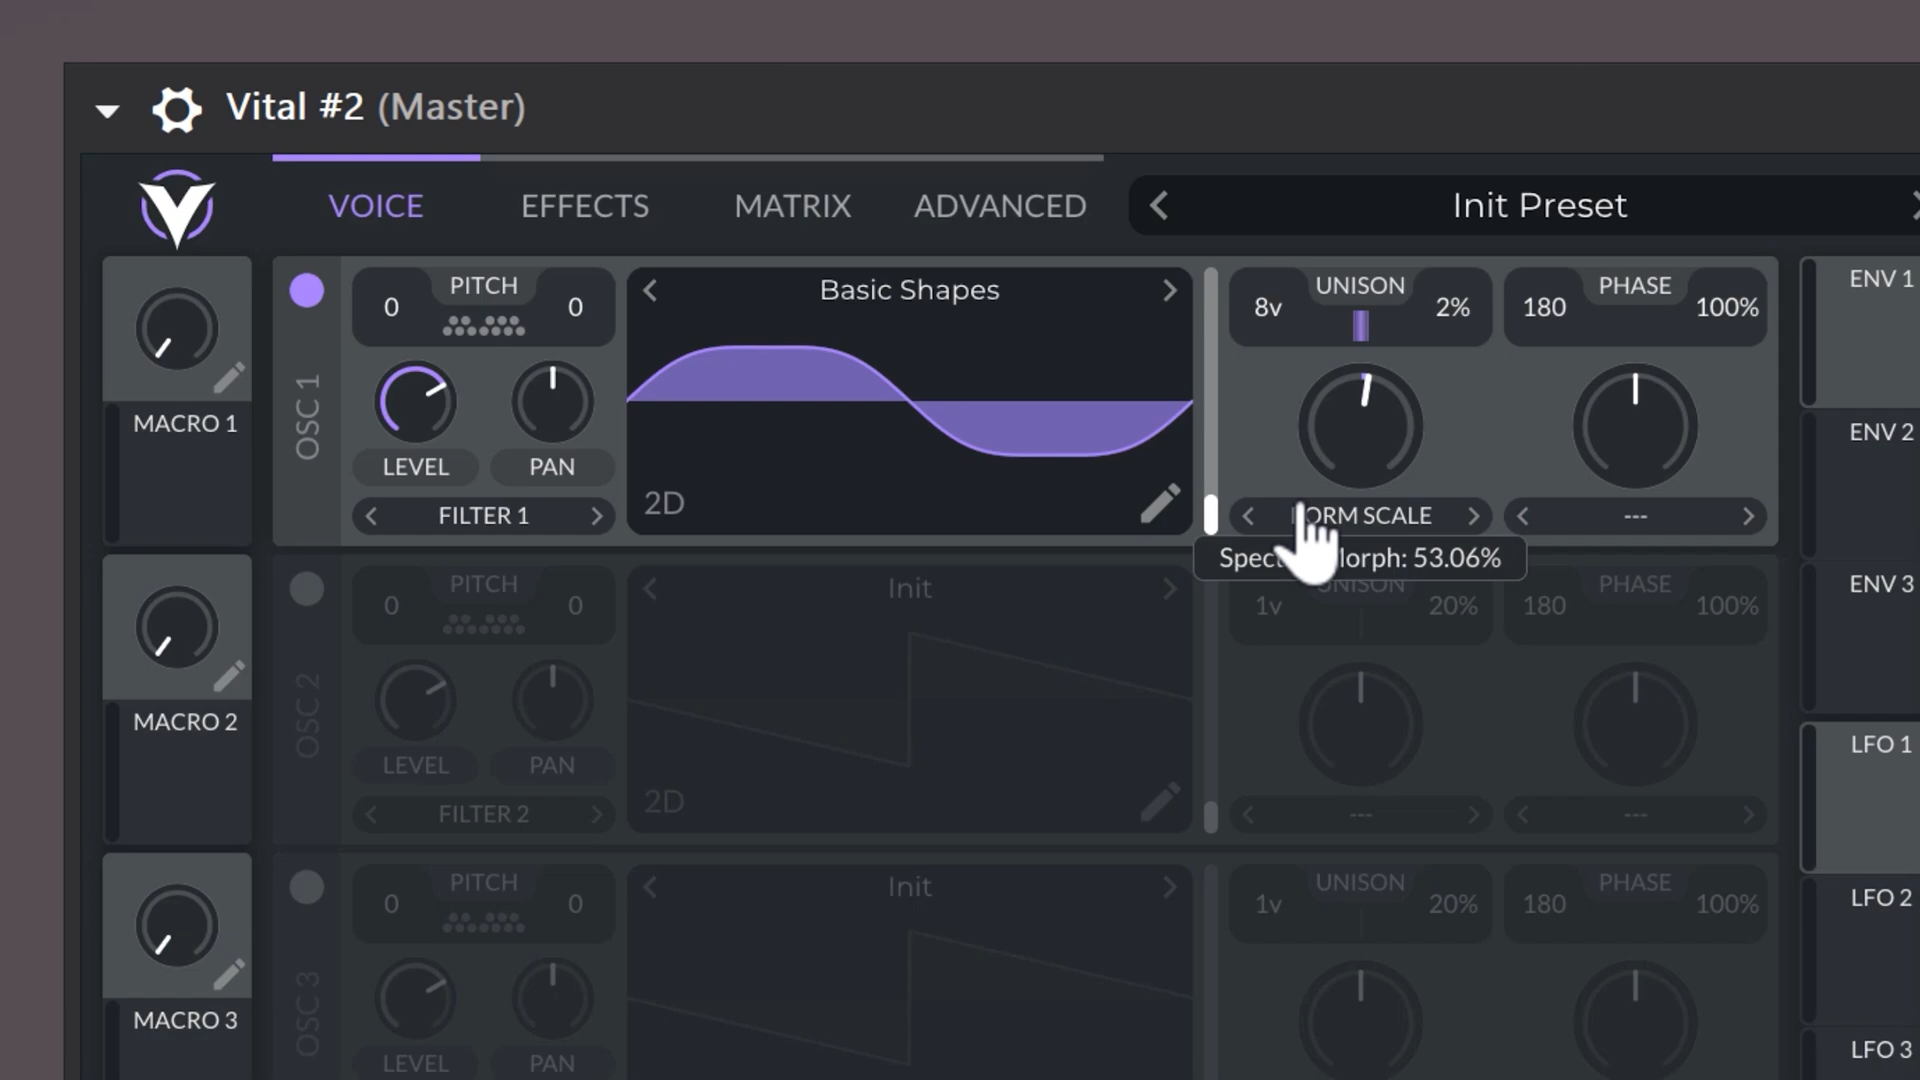 Vital #2 (Master)
VOICE EFFECTS MATRIX ADVANCED Init Preset
MACRO 1
MACRO 2
MACRO 3
OSC 1
0 PITCH 0
LEVEL PAN
FILTER 1
Basic Shapes
2D
8v UNISON 2%
180 PHASE 100%
ORM SCALE
---
lorph: 53.06%
OSC 2
0 PITCH 0
LEVEL PAN
FILTER 2
Init
2D
1v UNISON 20%
180 PHASE 100%
---
---
OSC 3
0 PITCH 0
LEVEL PAN
Init
1v UNISON 20%
180 PHASE 100%
ENV 1
ENV 2
ENV 3
LFO 1
LFO 2
LFO 3